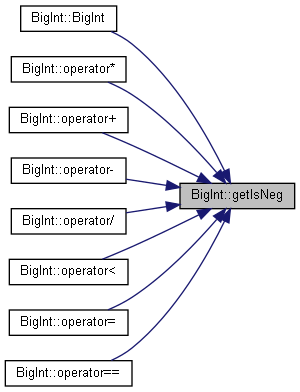 BigInt::BigInt
BigInt::operator*
BigInt::operator+
BigInt::operator-
BigInt::getIsNeg
BigInt::operator/
BigInt::operator<
BigInt::operator=
BigInt::operator==